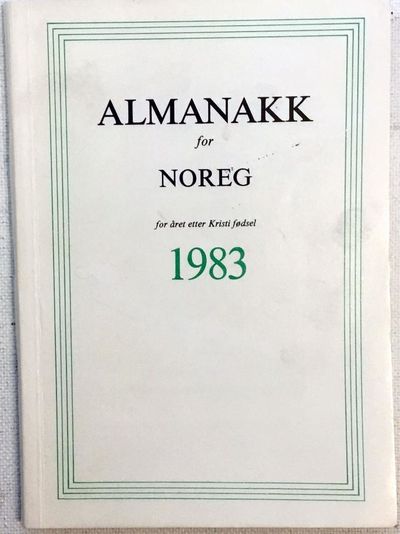 ALMANAKK
for
NOREG
for året etter Kristi fødsel
1983